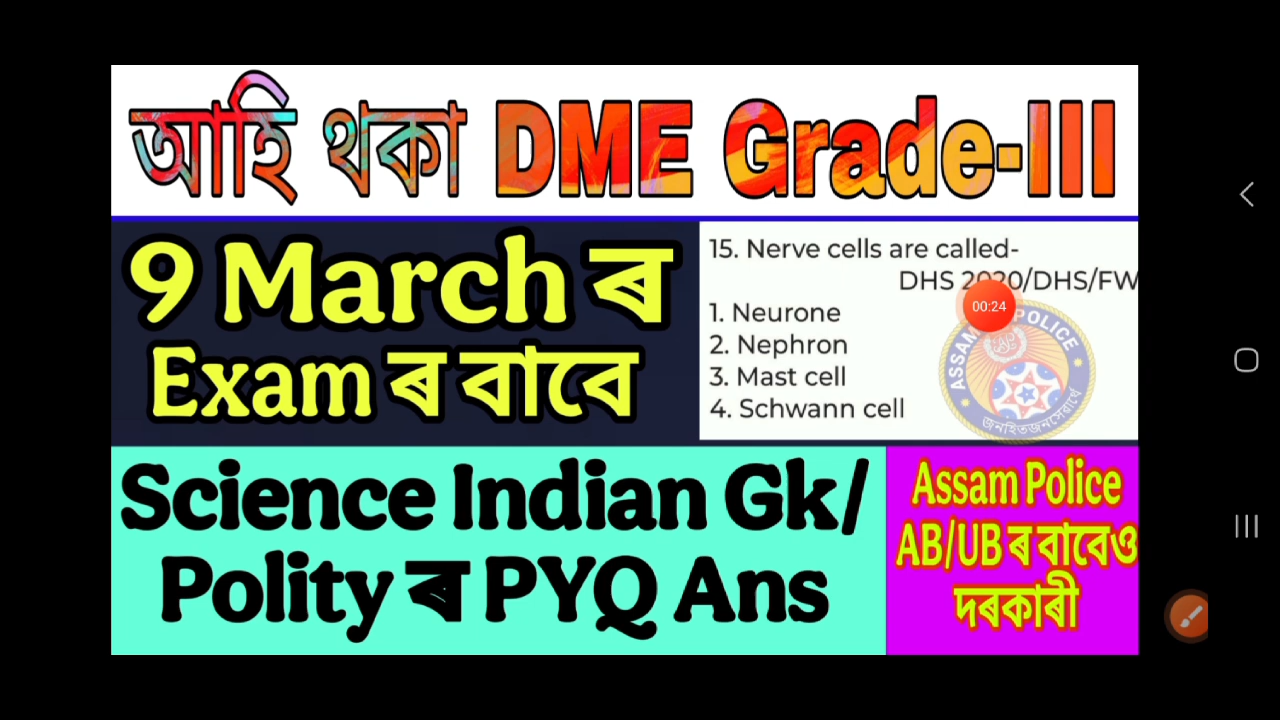 আহি থকা DME Grade-III
9 March ৰ
Exam ৰ বাবে
15. Nerve cells are called-
DHS 2020/DHS/FW
1. Neurone
2. Nephron
3. Mast cell
4. Schwann cell
00:24
ASSAM POLICE
জনহিতজনসেৱাৰ্থে
Science Indian Gk/
Polity ৰ PYQ Ans
Assam Police
AB/UB ৰ বাবেও
দৰকাৰী